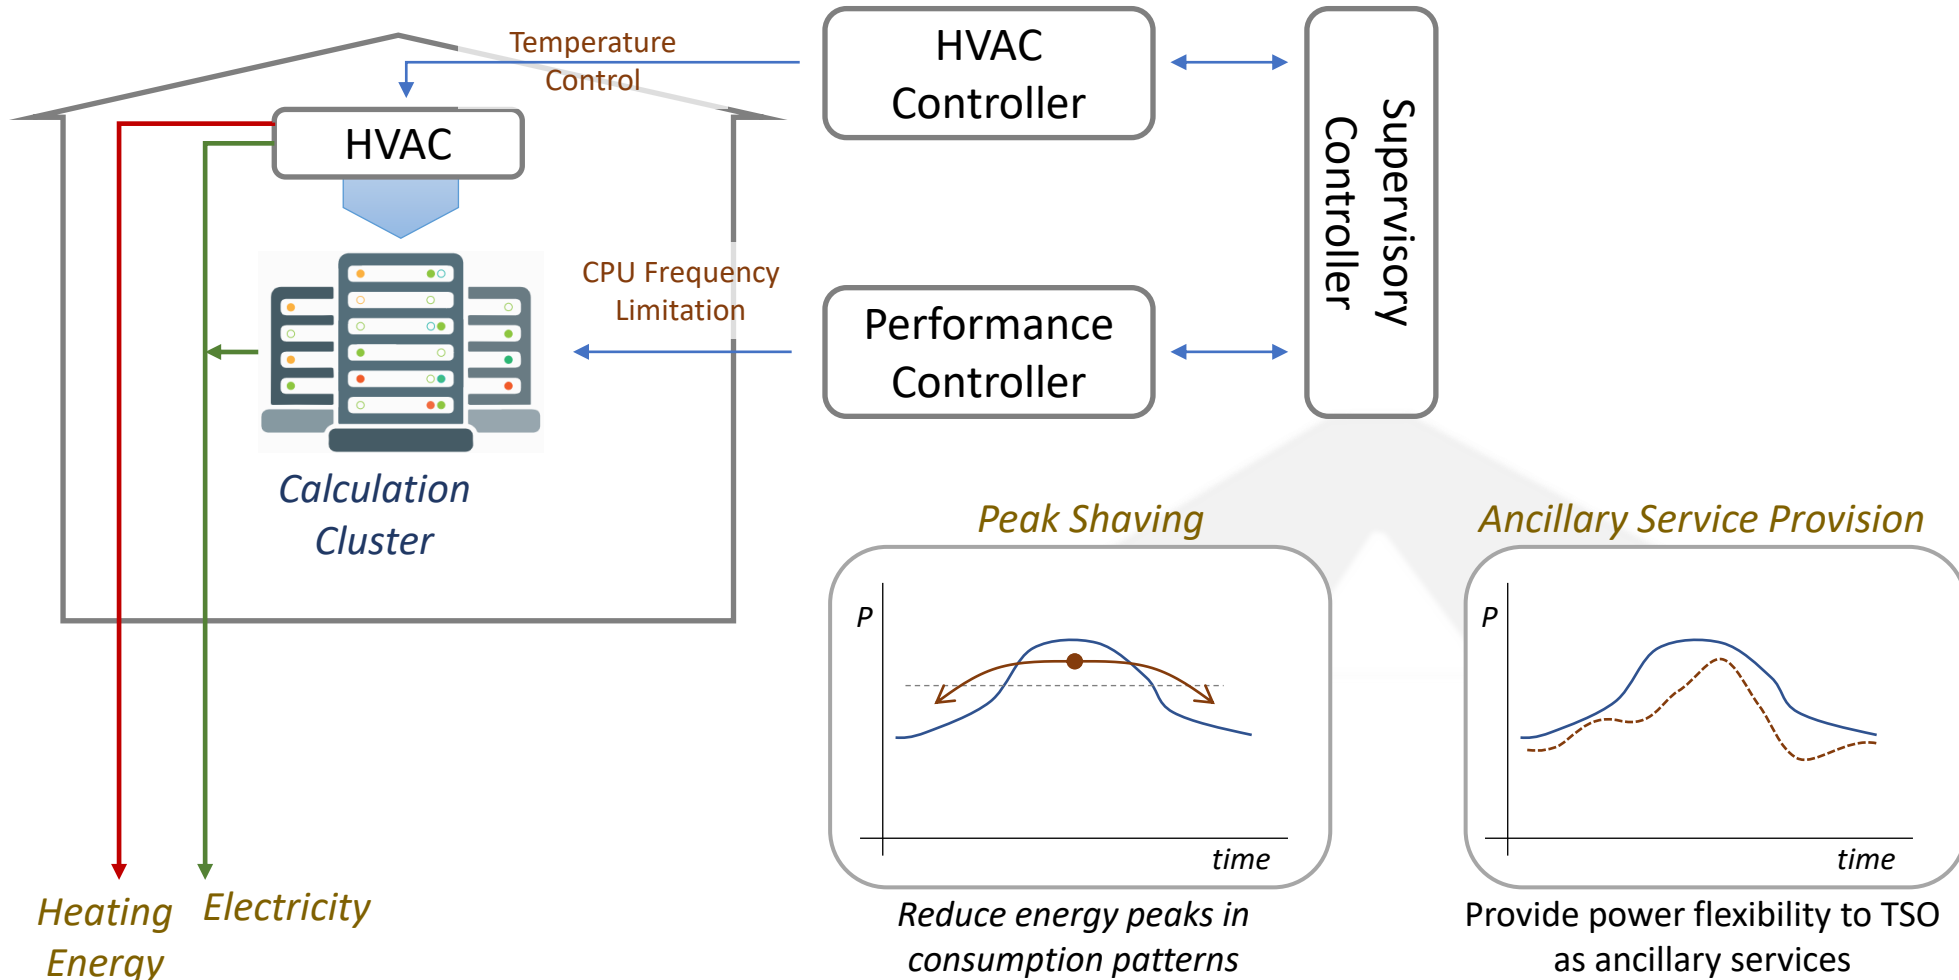 Temperature
Control
HVAC
Controller
Supervisory
Controller
HVAC
CPU Frequency
Limitation
Performance
Controller
Calculation
Cluster
Peak Shaving
Ancillary Service Provision
P
time
P
time
Heating
Energy
Electricity
Reduce energy peaks in
consumption patterns
Provide power flexibility to TSO
as ancillary services